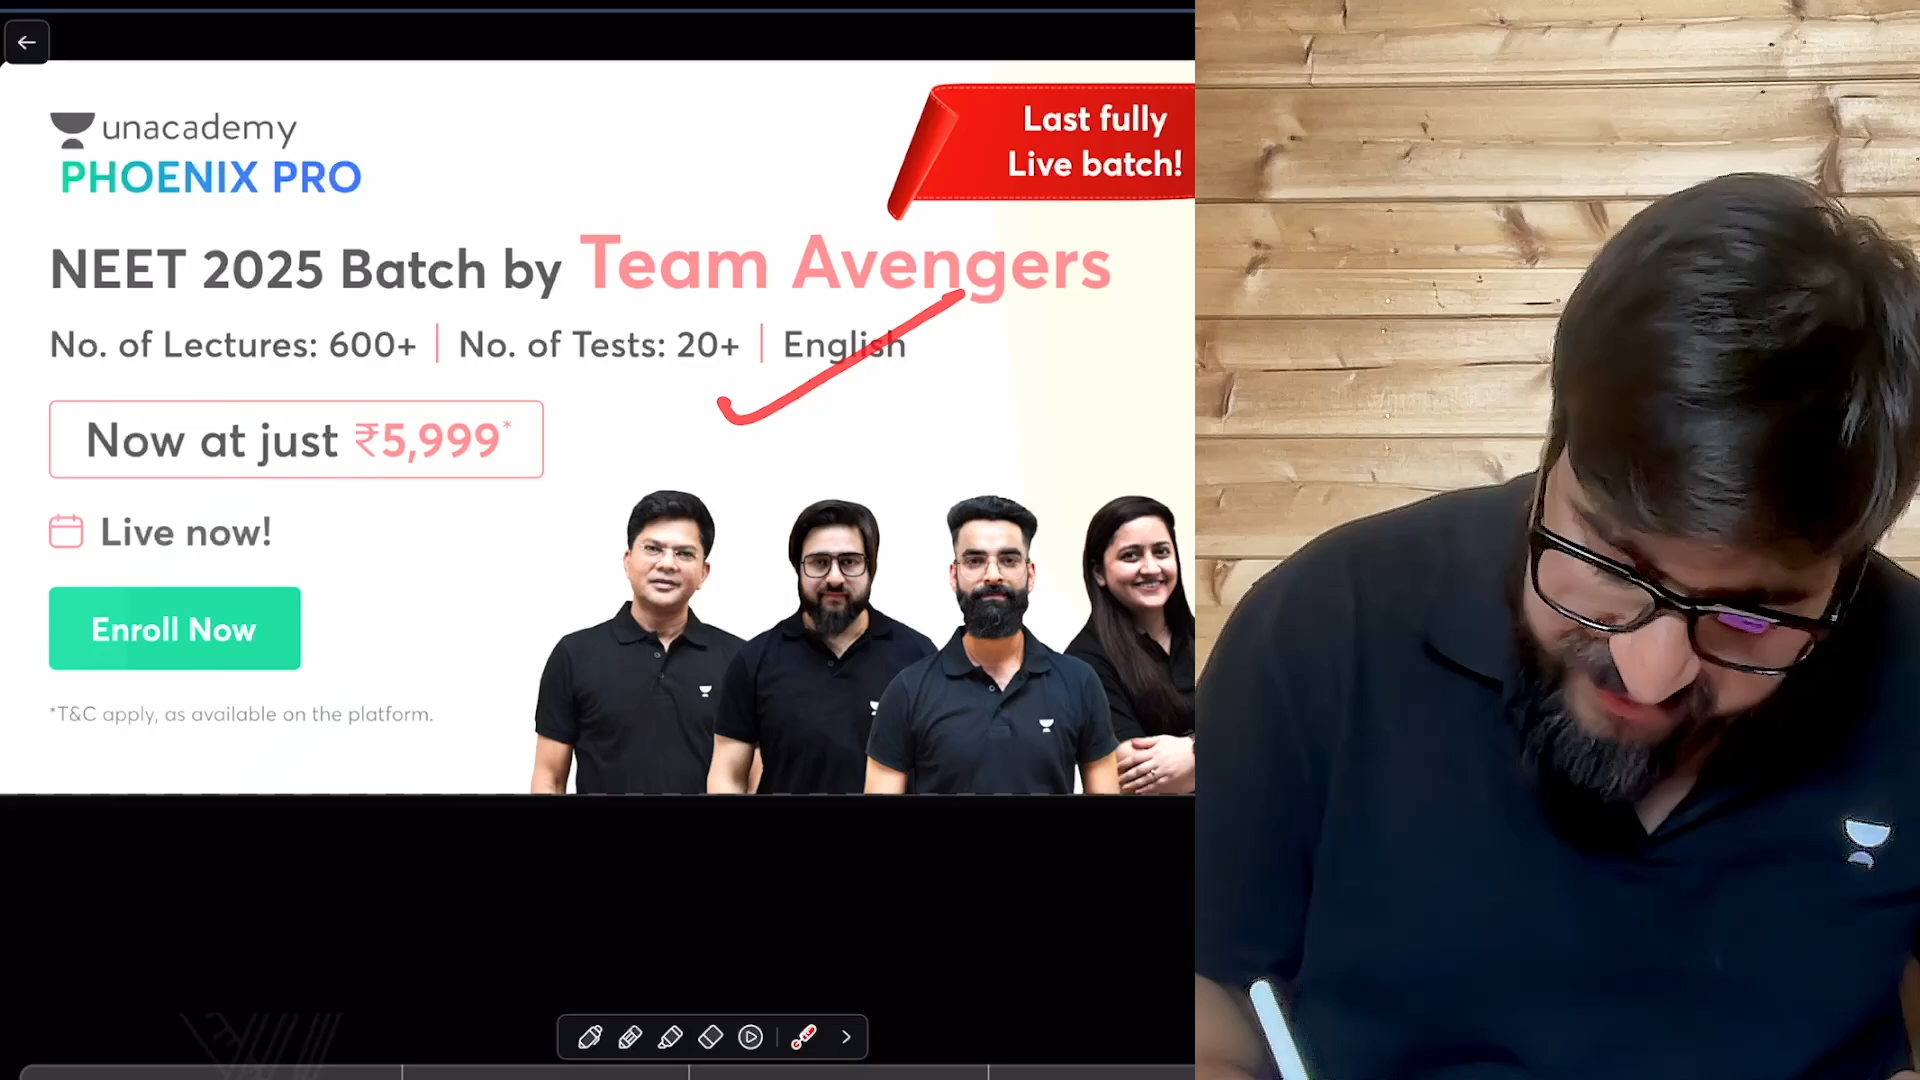 unacademy
PHOENIX PRO
Last fully
Live batch!
NEET 2025 Batch by Team Avengers
No. of Lectures: 600+ | No. of Tests: 20+ | English
Now at just ₹5,999*
Live now!
Enroll Now
*T&C apply, as available on the platform.